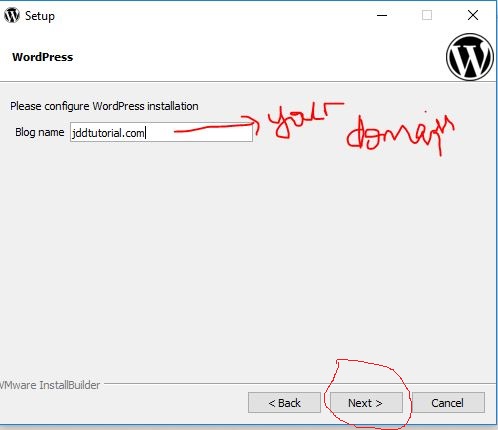 Setup
WordPress
Please configure WordPress installation
Blog name jddtutorial.com
your
domain
VMware InstallBuilder
< Back Next > Cancel